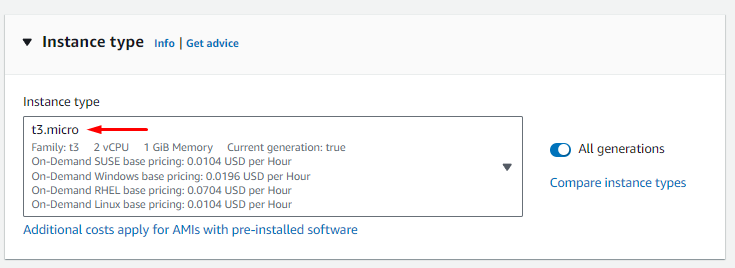 Instance type Info | Get advice
Instance type
t3.micro
Family: t3 2 vCPU 1 GiB Memory Current generation: true
On-Demand SUSE base pricing: 0.0104 USD per Hour
On-Demand Windows base pricing: 0.0196 USD per Hour
On-Demand RHEL base pricing: 0.0704 USD per Hour
On-Demand Linux base pricing: 0.0104 USD per Hour
All generations
Compare instance types
Additional costs apply for AMIs with pre-installed software